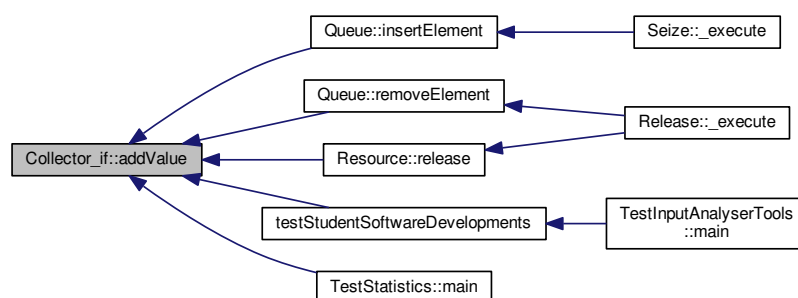 Queue::insertElement
Seize::_execute
Queue::removeElement
Release::_execute
Collector_if::addValue
Resource::release
testStudentSoftwareDevelopments
TestInputAnalyserTools
::main
TestStatistics::main